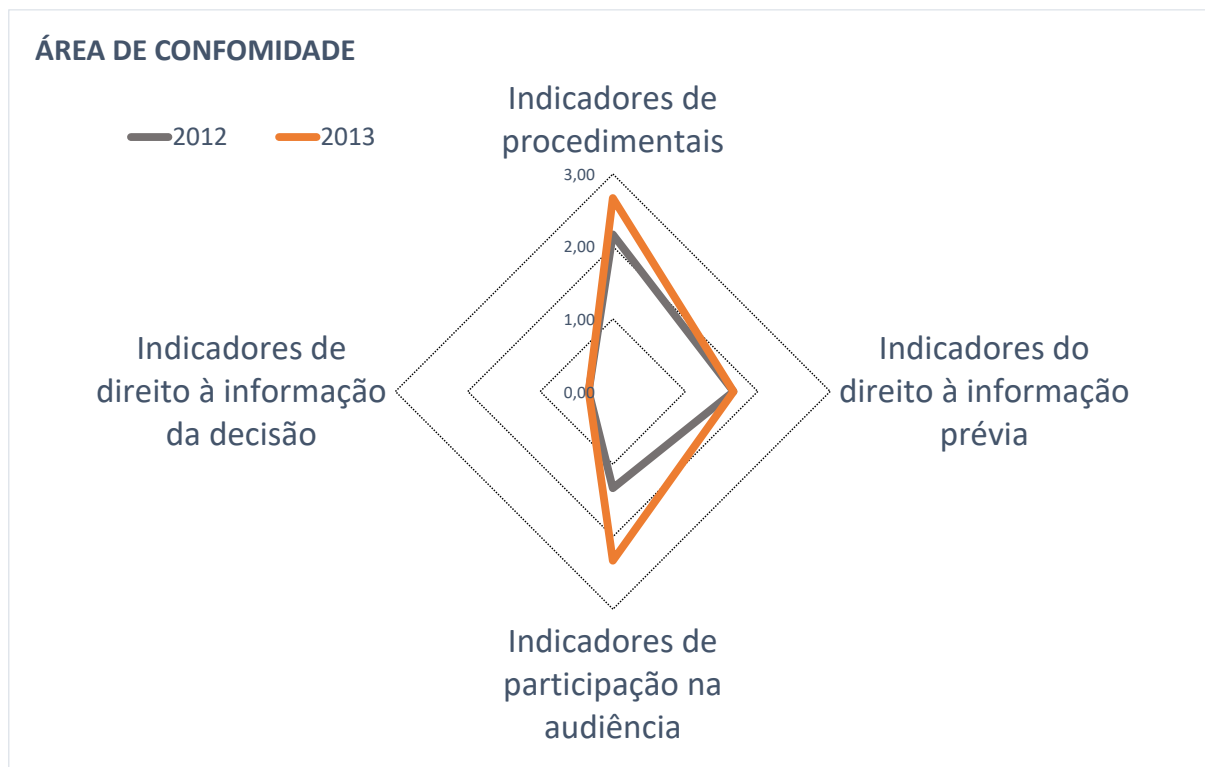 ÁREA DE CONFOMIDADE
2012 2013
Indicadores de
procedimentais
3,00
2,00
1,00
0,00
Indicadores do
direito à informação
prévia
Indicadores de
participação na
audiência
Indicadores de
direito à informação
da decisão